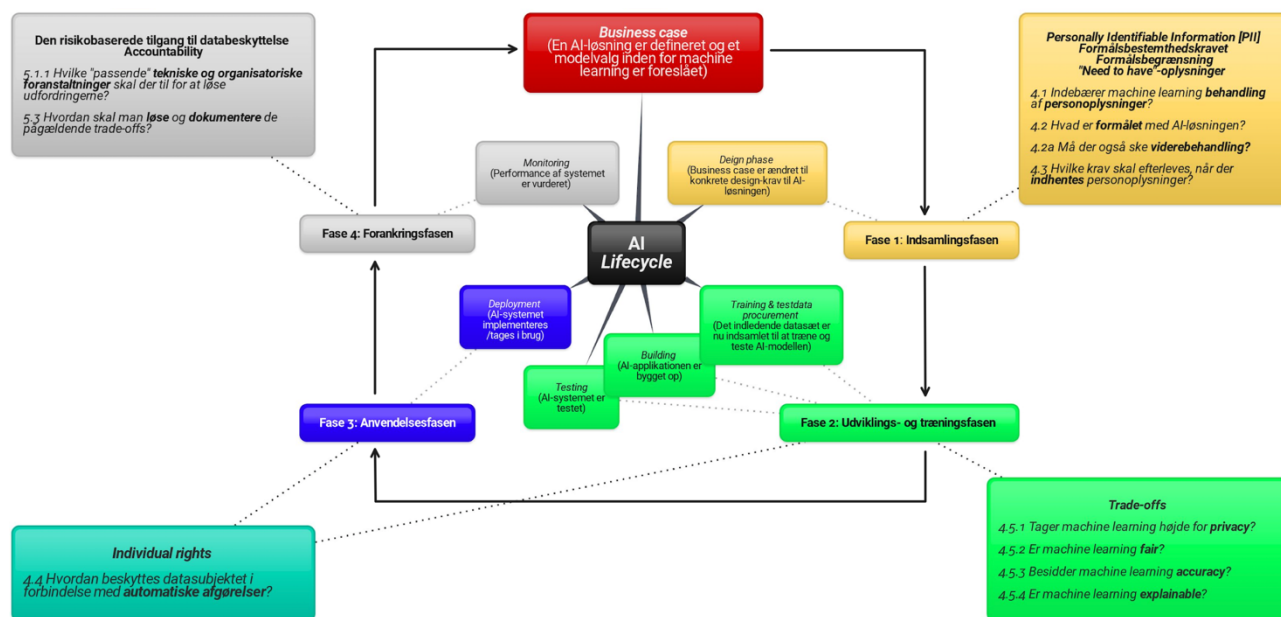 Den risikobaserede tilgang til databeskyttelse
Accountability
5.1.1 Hvilke "passende" tekniske og organisatoriske
foranstaltninger skal der til for at løse
udfordringerne?
5.3 Hvordan skal man løse og dokumentere de
pågældende trade-offs?
Business case
(En AI-løsning er defineret og et
modelvalg inden for machine
learning er foreslået)
Personally Identifiable Information [PII]
Formålsbestemthedskravet
Formålsbegrænsning
"Need to have"-oplysninger
4.1 Indebærer machine learning behandling
af personoplysninger?
4.2 Hvad er formålet med AI-løsningen?
4.2a Må der også ske viderebehandling?
4.3 Hvilke krav skal efterleves, når der
indhentes personoplysninger?
Monitoring
(Performance af systemet
er vurderet)
Deign phase
(Business case er ændret til
konkrete design-krav til AI-
løsningen)
Fase 4: Forankringsfasen
AI
Lifecycle
Fase 1: Indsamlingsfasen
Deployment
(AI-systemet
implementeres
/tages i brug)
Training & testdata
procurement
(Det indledende datasæt er
nu indsamlet til at træne og
teste AI-modellen)
Building
(AI-applikationen er
bygget op)
Testing
(AI-systemet er
testet)
Fase 3: Anvendelsesfasen
Fase 2: Udviklings- og træningsfasen
Individual rights
4.4 Hvordan beskyttes datasubjektet i
forbindelse med automatiske afgørelser?
Trade-offs
4.5.1 Tager machine learning højde for privacy?
4.5.2 Er machine learning fair?
4.5.3 Besidder machine learning accuracy?
4.5.4 Er machine learning explainable?